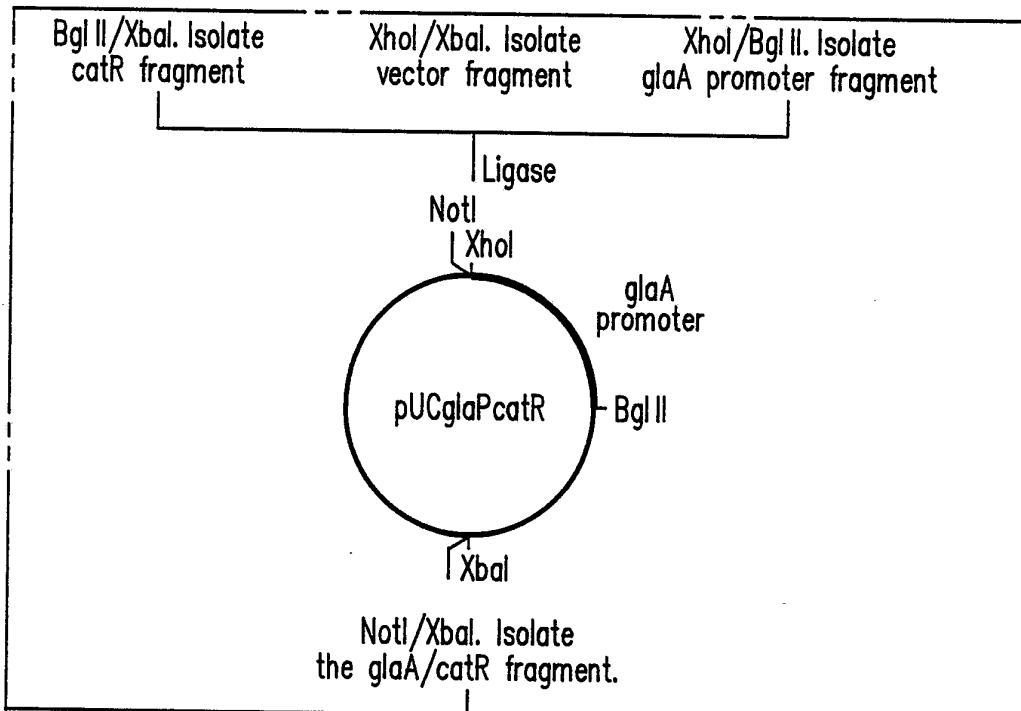 Bgl II/XbaI. Isolate
catR fragment
XhoI/XbaI. Isolate
vector fragment
XhoI/Bgl II. Isolate
glaA promoter fragment
Ligase
NotI
XhoI
glaA
promoter
pUCglaPcatR
Bgl II
XbaI
NotI/XbaI. Isolate
the glaA/catR fragment.